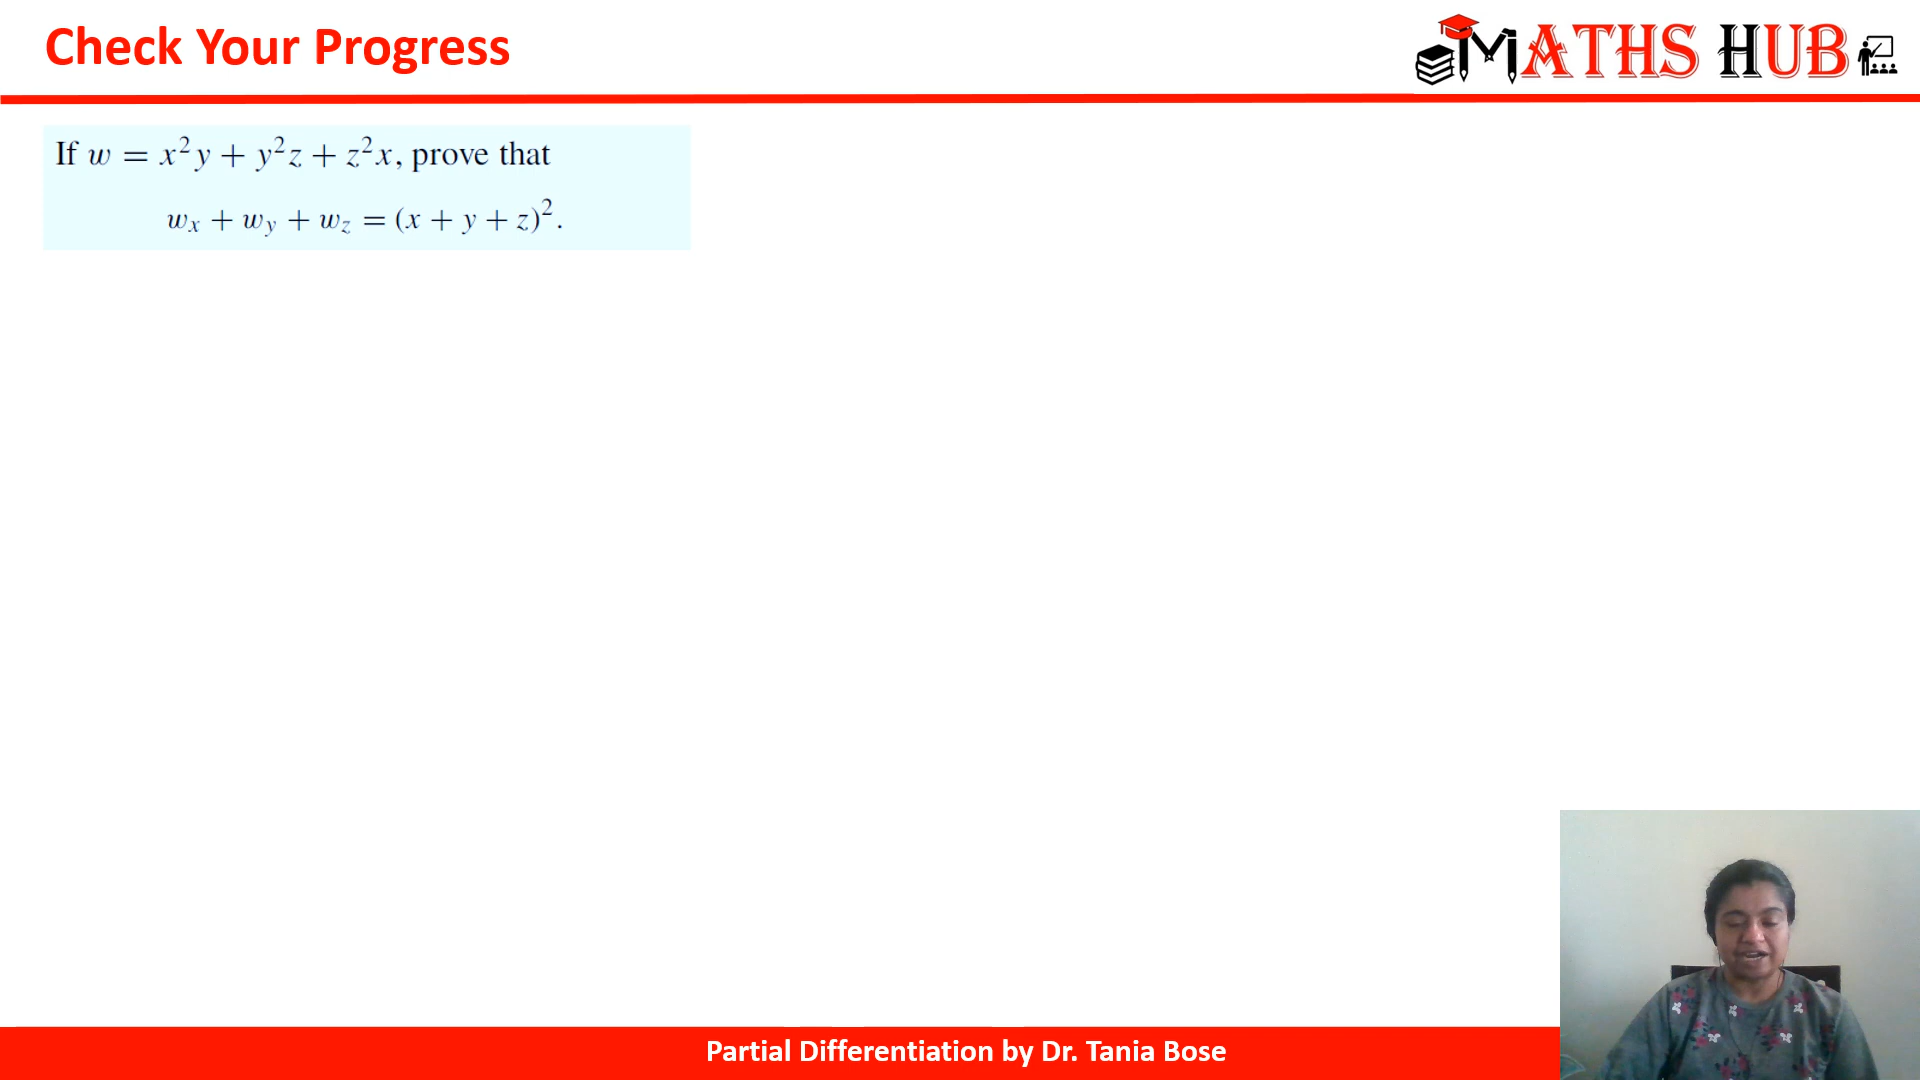 Check Your Progress
MATHS HUB
If w = x²y + y²z + z²x, prove that
wₓ + w_y + w_z = (x + y + z)².
Partial Differentiation by Dr. Tania Bose